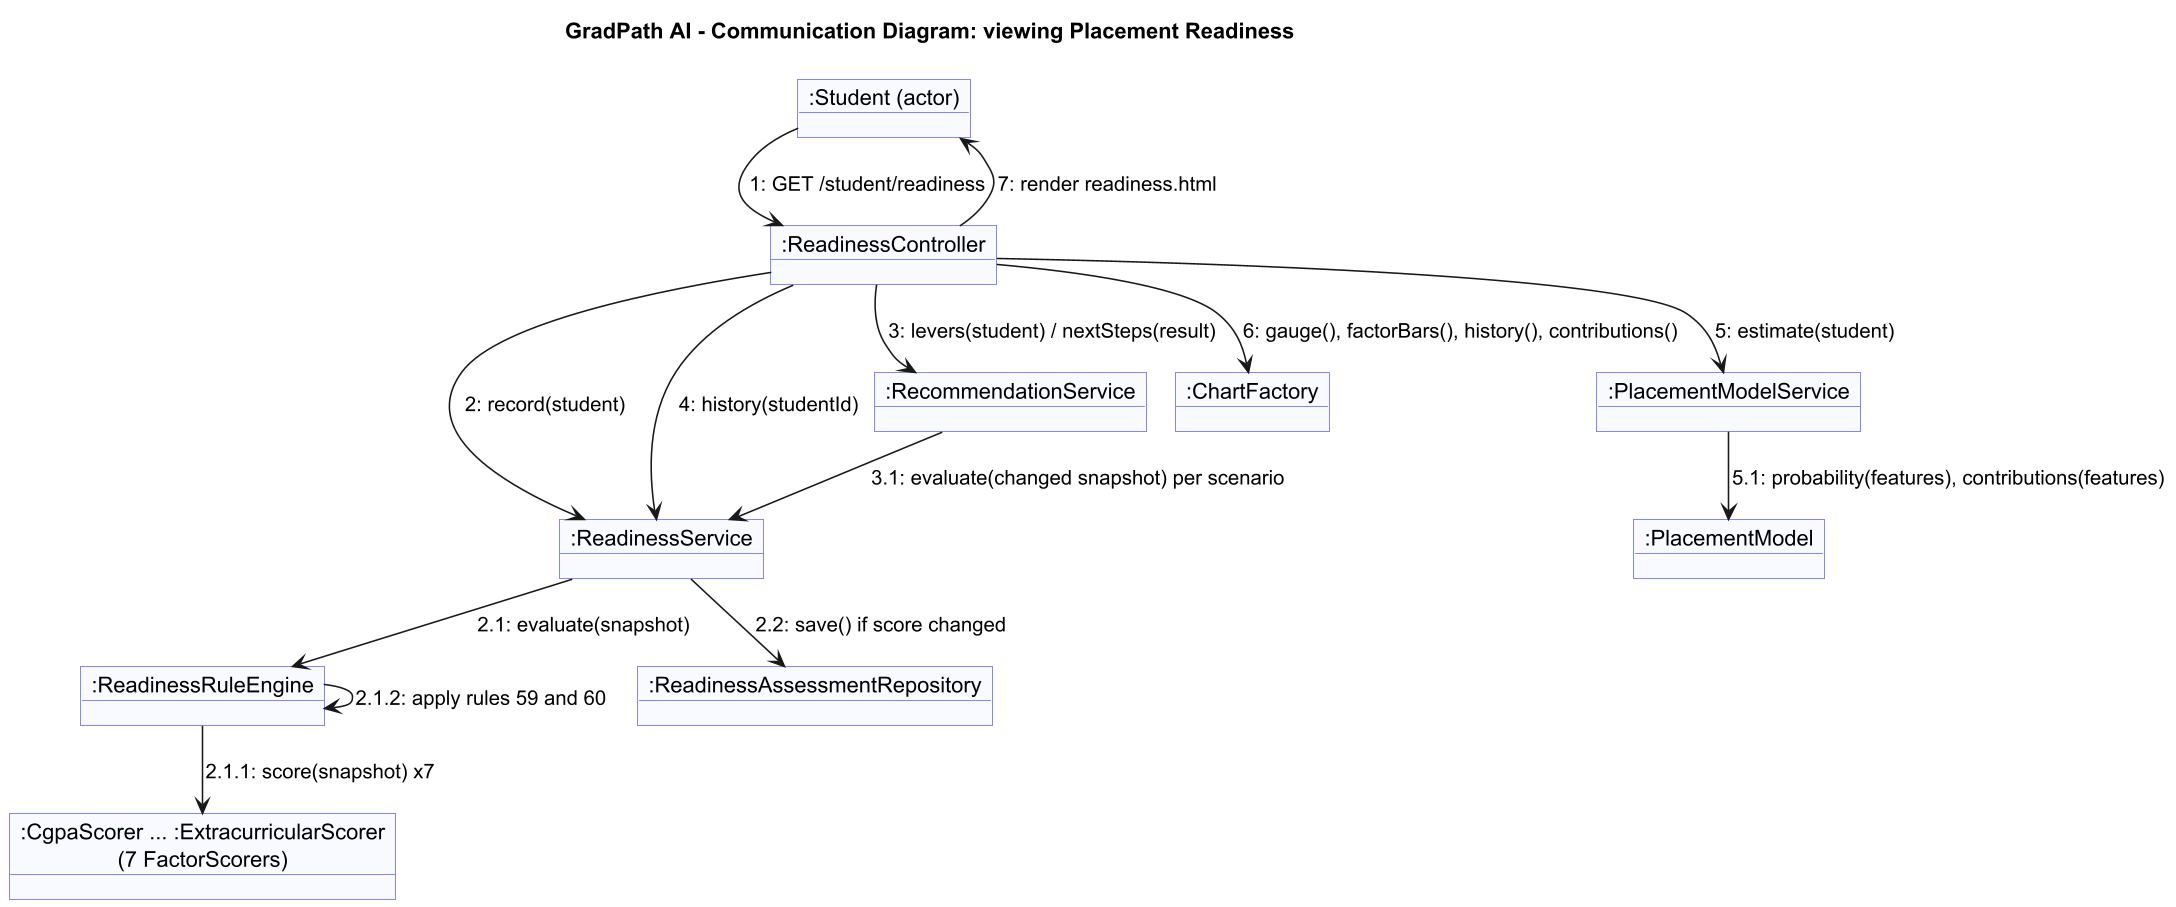 GradPath AI - Communication Diagram: viewing Placement Readiness
:Student (actor)
1: GET /student/readiness
7: render readiness.html
:ReadinessController
3: levers(student) / nextSteps(result)
6: gauge(), factorBars(), history(), contributions()
5: estimate(student)
2: record(student)
4: history(studentId)
:RecommendationService
:ChartFactory
:PlacementModelService
3.1: evaluate(changed snapshot) per scenario
5.1: probability(features), contributions(features)
:ReadinessService
:PlacementModel
2.1: evaluate(snapshot)
2.2: save() if score changed
:ReadinessRuleEngine
2.1.2: apply rules 59 and 60
:ReadinessAssessmentRepository
2.1.1: score(snapshot) x7
:CgpaScorer ... :ExtracurricularScorer
(7 FactorScorers)